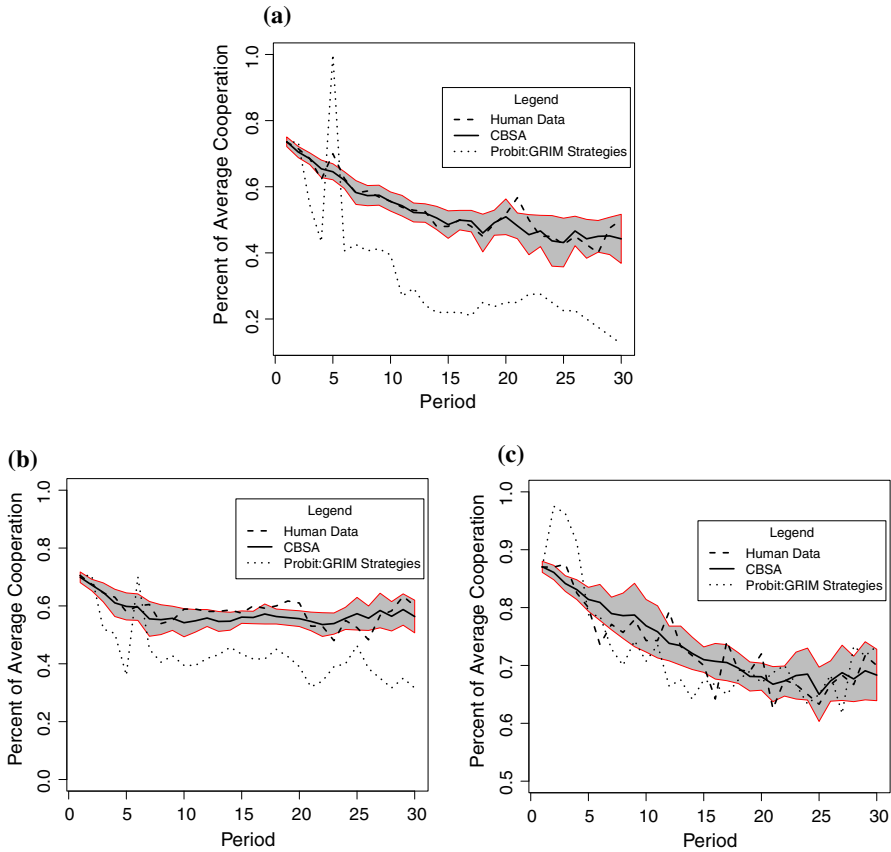 (a)
Percent of Average Cooperation
1.0
0.8
0.6
0.4
0.2
Legend
Human Data
CBSA
Probit:GRIM Strategies
0 5 10 15 20 25 30
Period
(b)
Percent of Average Cooperation
1.0
0.8
0.6
0.4
0.2
0.0
Legend
Human Data
CBSA
Probit:GRIM Strategies
0 5 10 15 20 25 30
Period
(c)
Percent of Average Cooperation
1.0
0.9
0.8
0.7
0.6
0.5
Legend
Human Data
CBSA
Probit:GRIM Strategies
0 5 10 15 20 25 30
Period